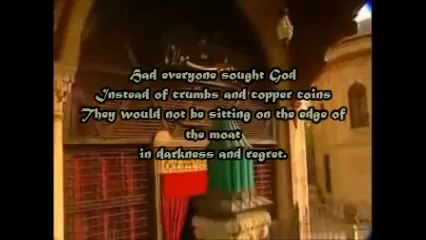 Had everyone sought God
Instead of crumbs and copper coins
They would not be sitting on the edge of
the moat
in darkness and regret.